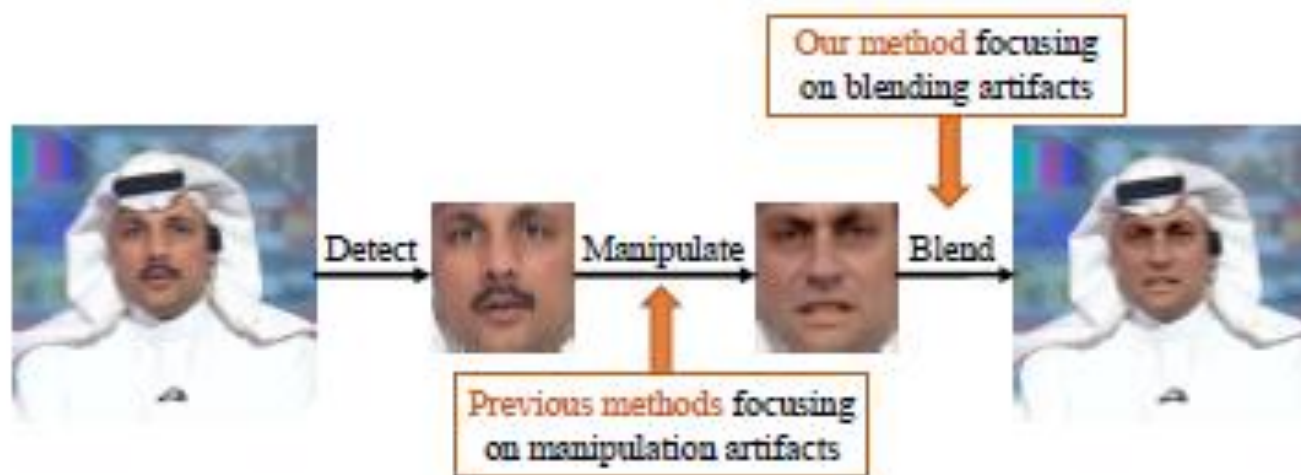 Our method focusing
on blending artifacts
Detect
Manipulate
Blend
Previous methods focusing
on manipulation artifacts